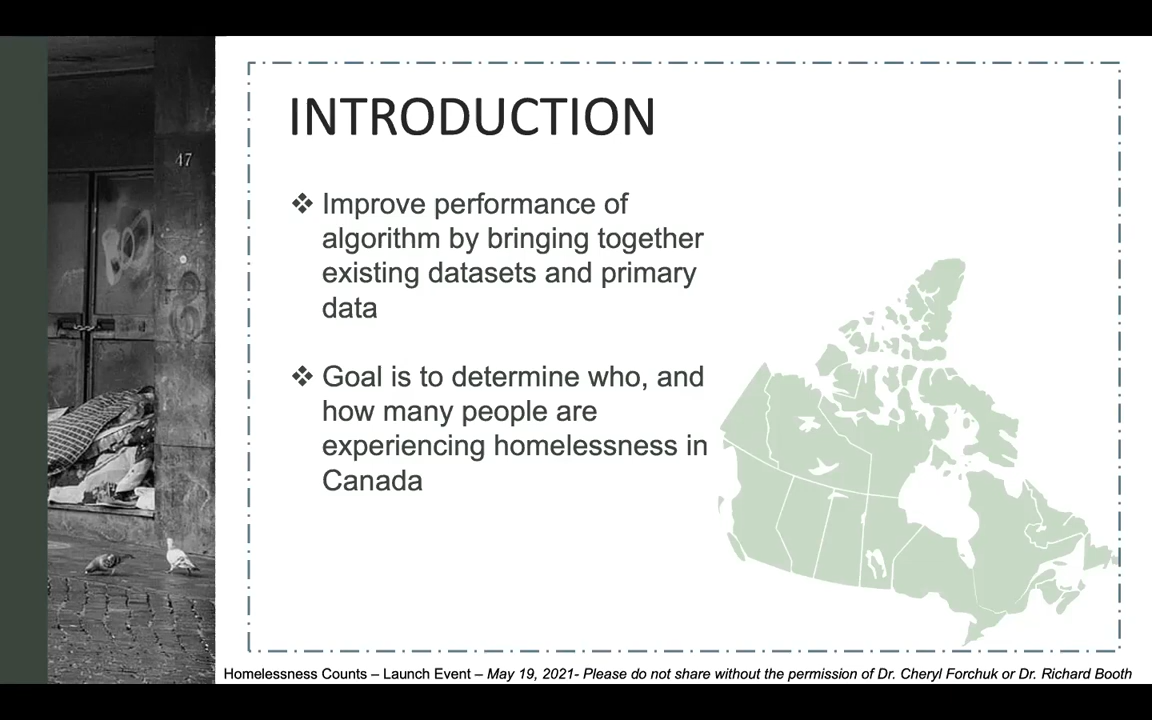 47
INTRODUCTION
❖ Improve performance of
algorithm by bringing together
existing datasets and primary
data
❖ Goal is to determine who, and
how many people are
experiencing homelessness in
Canada
Homelessness Counts – Launch Event – May 19, 2021- Please do not share without the permission of Dr. Cheryl Forchuk or Dr. Richard Booth